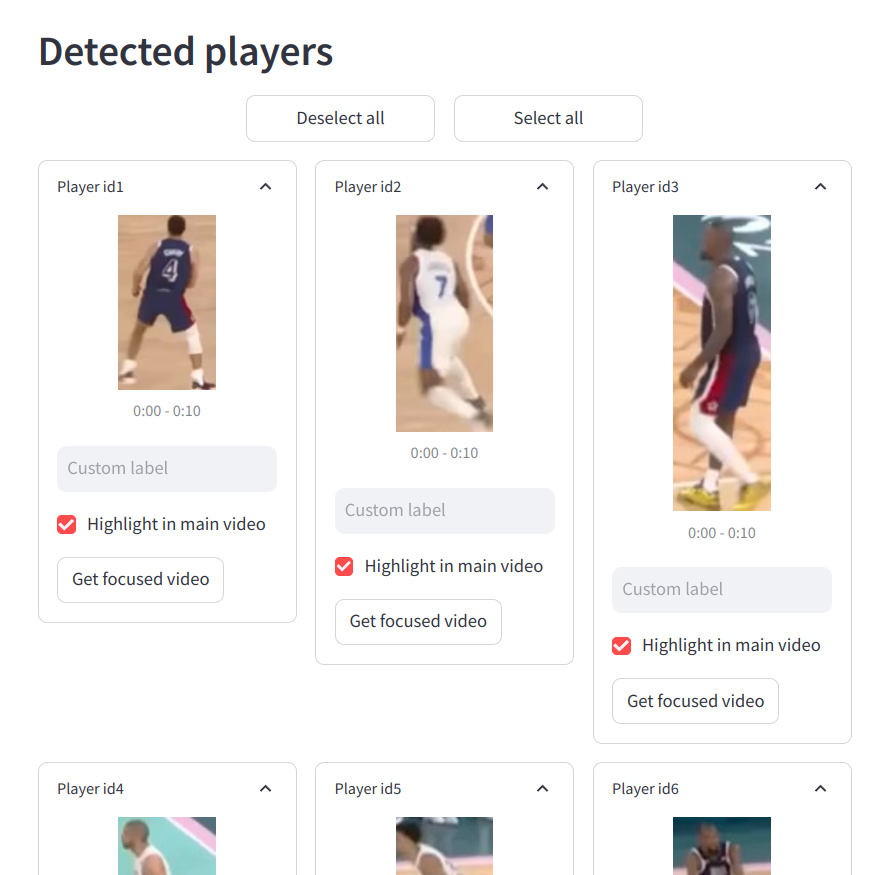 Detected players
Deselect all
Select all
Player id1
Player id2
Player id3
4
7
0:00 - 0:10
0:00 - 0:10
0:00 - 0:10
Custom label
Custom label
Custom label
Highlight in main video
Highlight in main video
Highlight in main video
Get focused video
Get focused video
Get focused video
Player id4
Player id5
Player id6